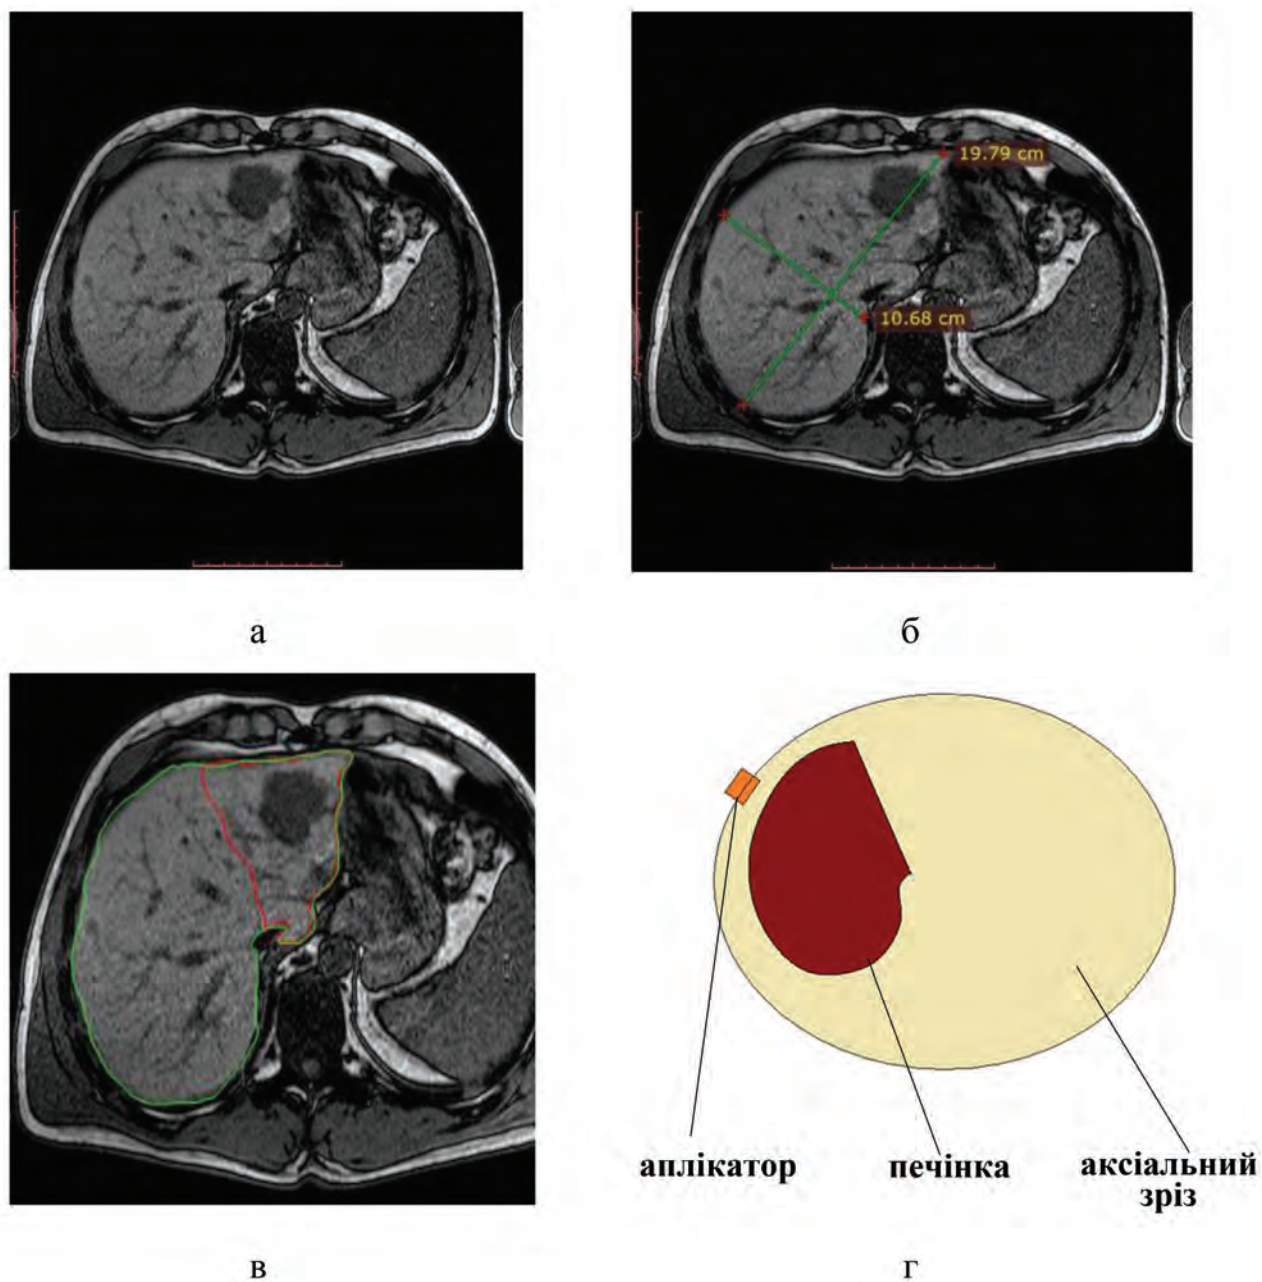 19.79 cm
10.68 cm
а
б
аплікатор
печінка
аксіальний
зріз
в
г